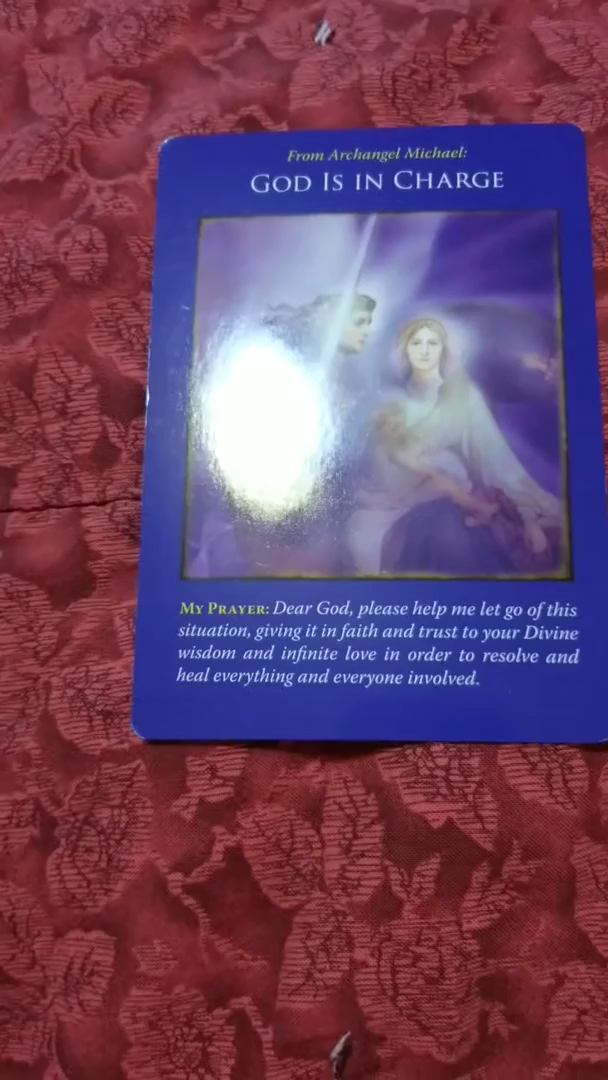 From Archangel Michael:
GOD IS IN CHARGE
MY PRAYER: Dear God, please help me let go of this
situation, giving it in faith and trust to your Divine
wisdom and infinite love in order to resolve and
heal everything and everyone involved.